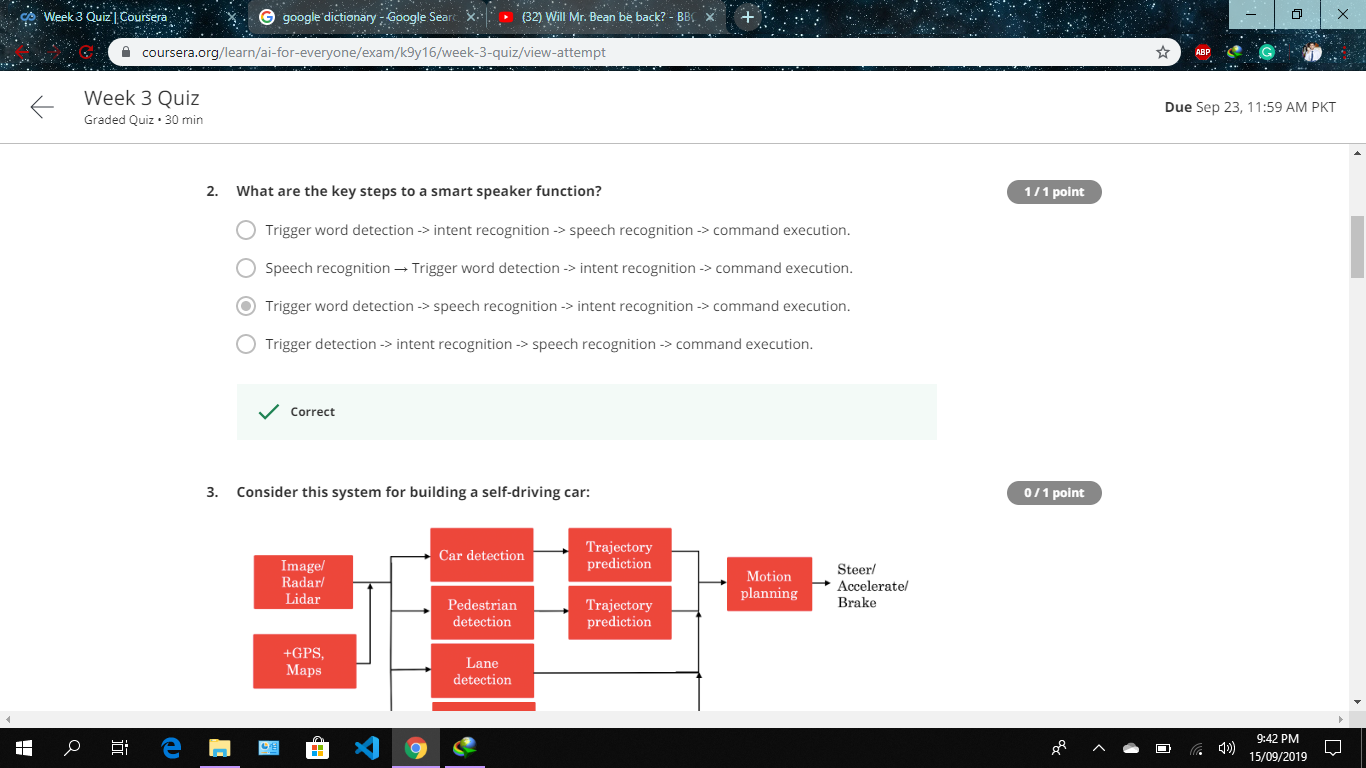 Week 3 Quiz | Coursera
google dictionary - Google Sear
(32) Will Mr. Bean be back? - BB
coursera.org/learn/ai-for-everyone/exam/k9y16/week-3-quiz/view-attempt
ABP
Week 3 Quiz
Graded Quiz • 30 min
Due Sep 23, 11:59 AM PKT
2. What are the key steps to a smart speaker function?
1 / 1 point
Trigger word detection -> intent recognition -> speech recognition -> command execution.
Speech recognition → Trigger word detection -> intent recognition -> command execution.
Trigger word detection -> speech recognition -> intent recognition -> command execution.
Trigger detection -> intent recognition -> speech recognition -> command execution.
Correct
3. Consider this system for building a self-driving car:
0 / 1 point
Image/
Radar/
Lidar
+GPS,
Maps
Car detection
Trajectory
prediction
Pedestrian
detection
Trajectory
prediction
Lane
detection
Motion
planning
Steer/
Accelerate/
Brake
9:42 PM
15/09/2019